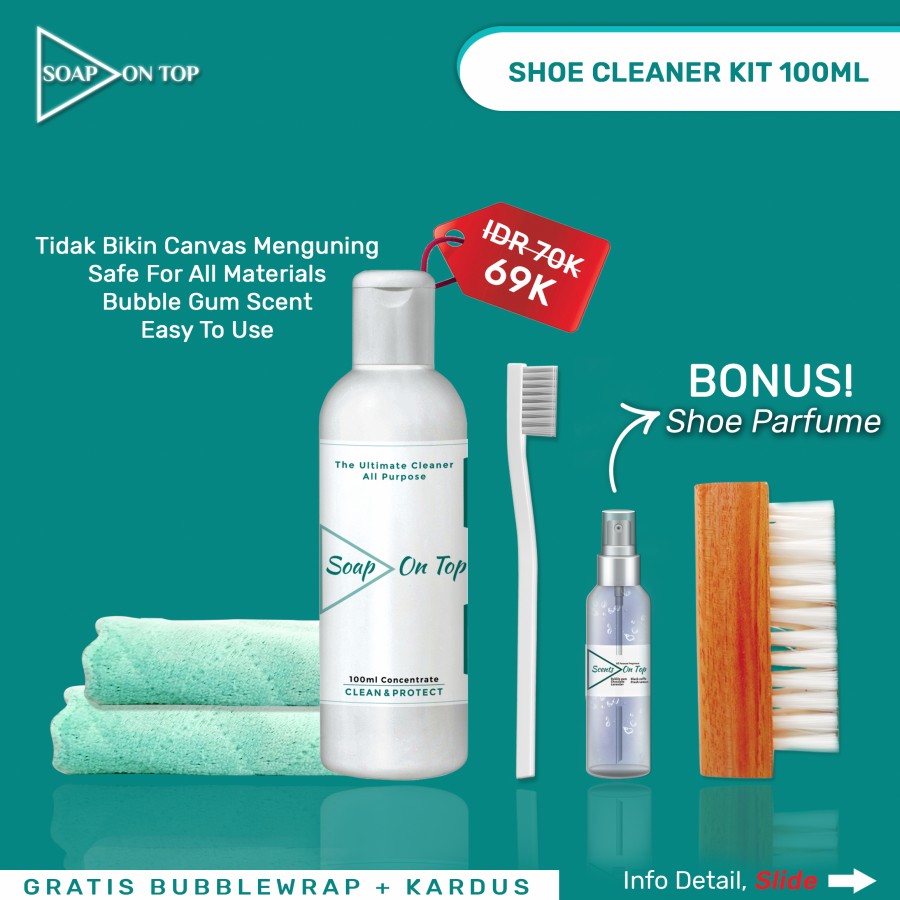 SOAP ON TOP
SHOE CLEANER KIT 100ML
Tidak Bikin Canvas Menguning
Safe For All Materials
Bubble Gum Scent
Easy To Use
IDR 70K
69K
BONUS!
Shoe Parfume
The Ultimate Cleaner
All Purpose
Soap On Top
100ml Concentrate
CLEAN & PROTECT
Scents On Top
GRATIS BUBBLEWRAP + KARDUS
Info Detail, Slide